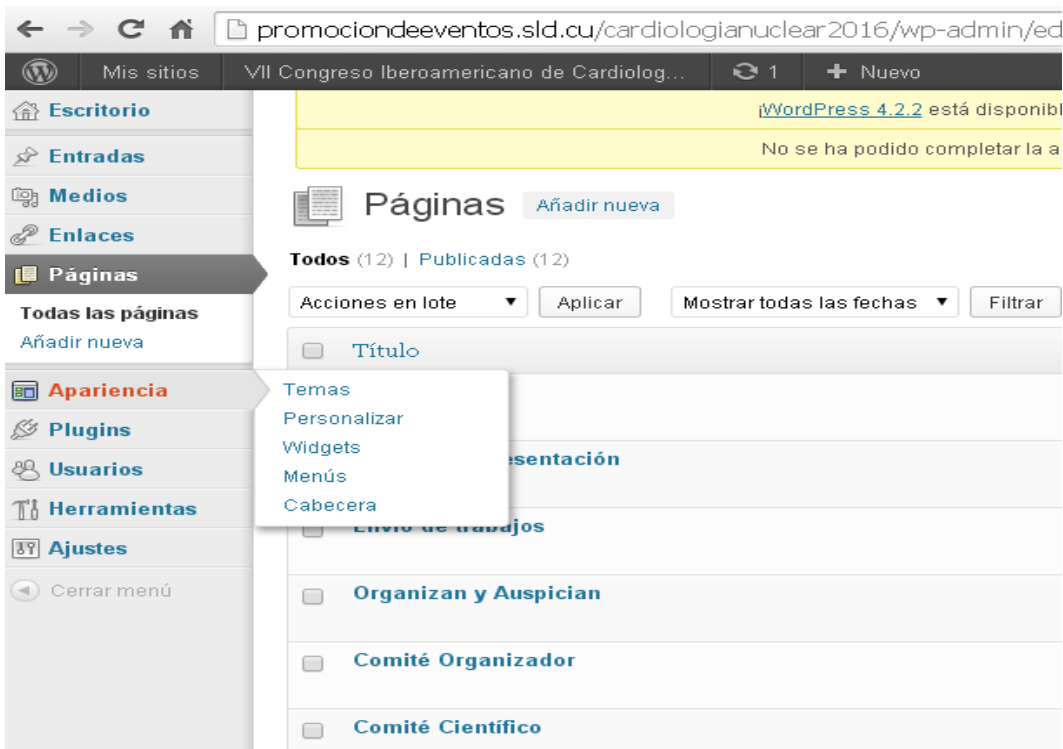 promociondeeventos.sld.cu/cardiologianuclear2016/wp-admin/ed
Mis sitios VII Congreso Iberoamericano de Cardiolog... 1 + Nuevo
Escritorio
Entradas
Medios
Enlaces
Páginas
Todas las páginas
Añadir nueva
Apariencia
Plugins
Usuarios
Herramientas
Ajustes
Cerrar menú
Temas
Personalizar
Widgets
Menús
Cabecera
¡WordPress 4.2.2 está disponibl
No se ha podido completar la a
Páginas Añadir nueva
Todos (12) | Publicadas (12)
Acciones en lote Aplicar Mostrar todas las fechas Filtrar
Título
esentación
Envío de trabajos
Organizan y Auspician
Comité Organizador
Comité Científico